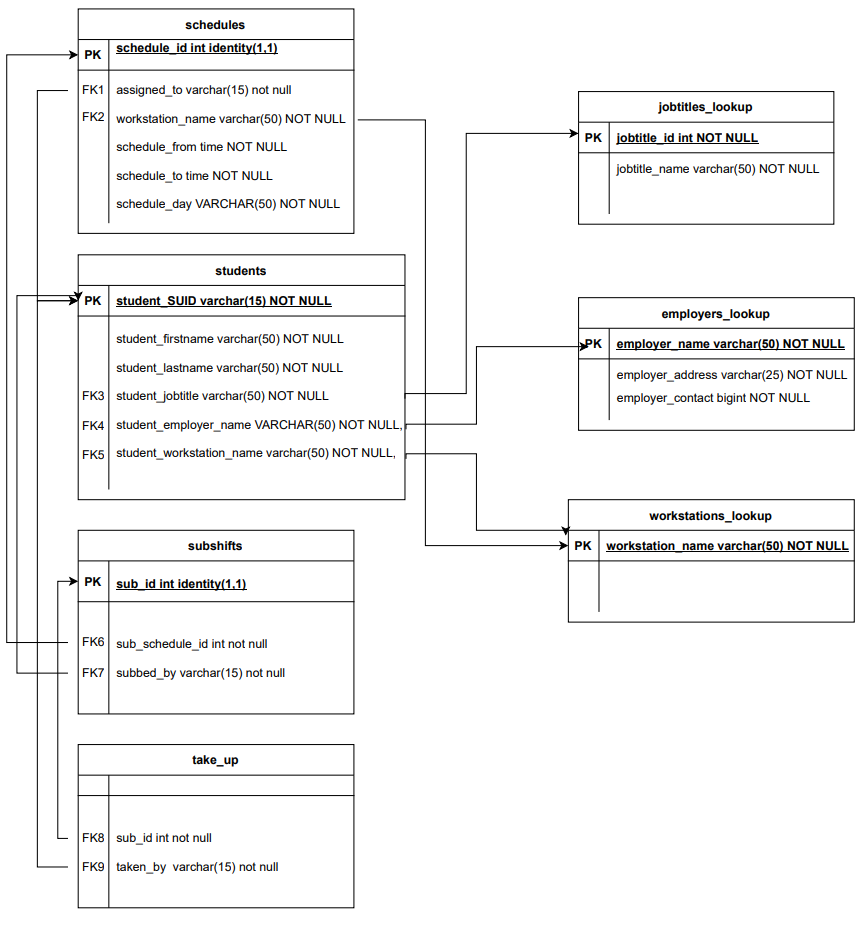 schedules
PK schedule_id int identity(1,1)
FK1 assigned_to varchar(15) not null
FK2 workstation_name varchar(50) NOT NULL
schedule_from time NOT NULL
schedule_to time NOT NULL
schedule_day VARCHAR(50) NOT NULL
jobtitles_lookup
PK jobtitle_id int NOT NULL
jobtitle_name varchar(50) NOT NULL
students
PK student_SUID varchar(15) NOT NULL
student_firstname varchar(50) NOT NULL
student_lastname varchar(50) NOT NULL
FK3 student_jobtitle varchar(50) NOT NULL
FK4 student_employer_name VARCHAR(50) NOT NULL,
FK5 student_workstation_name varchar(50) NOT NULL,
employers_lookup
PK employer_name varchar(50) NOT NULL
employer_address varchar(25) NOT NULL
employer_contact bigint NOT NULL
workstations_lookup
PK workstation_name varchar(50) NOT NULL
subshifts
PK sub_id int identity(1,1)
FK6 sub_schedule_id int not null
FK7 subbed_by varchar(15) not null
take_up
FK8 sub_id int not null
FK9 taken_by varchar(15) not null